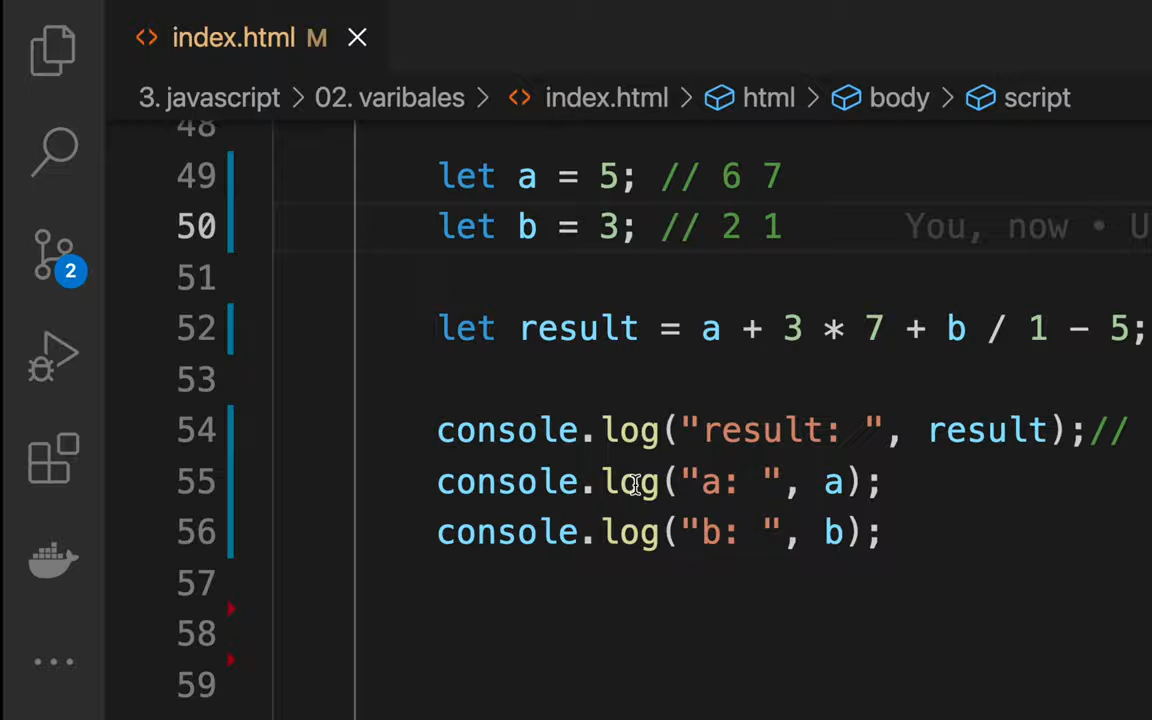 index.html M
3. javascript > 02. varibales > index.html > html > body > script
48
49 let a = 5; // 6 7
50 let b = 3; // 2 1 You, now • U
51
52 let result = a + 3 * 7 + b / 1 - 5;
53
54 console.log("result: ", result);//
55 console.log("a: ", a);
56 console.log("b: ", b);
57
58
59
2